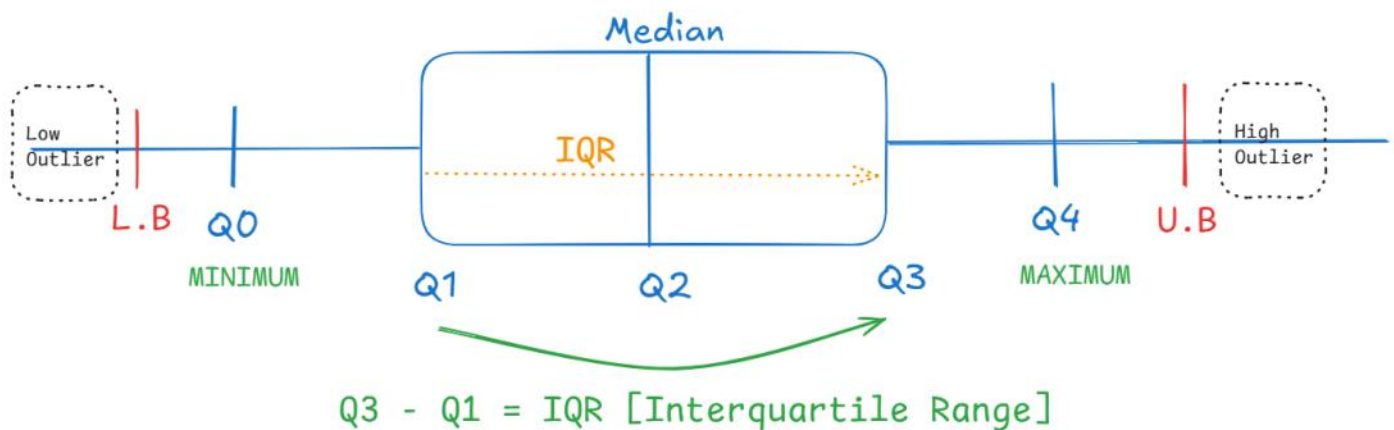 Median
Low
Outlier
IQR
High
Outlier
L.B
Q0
Q4
U.B
MINIMUM
Q1
Q2
Q3
MAXIMUM
Q3 - Q1 = IQR [Interquartile Range]